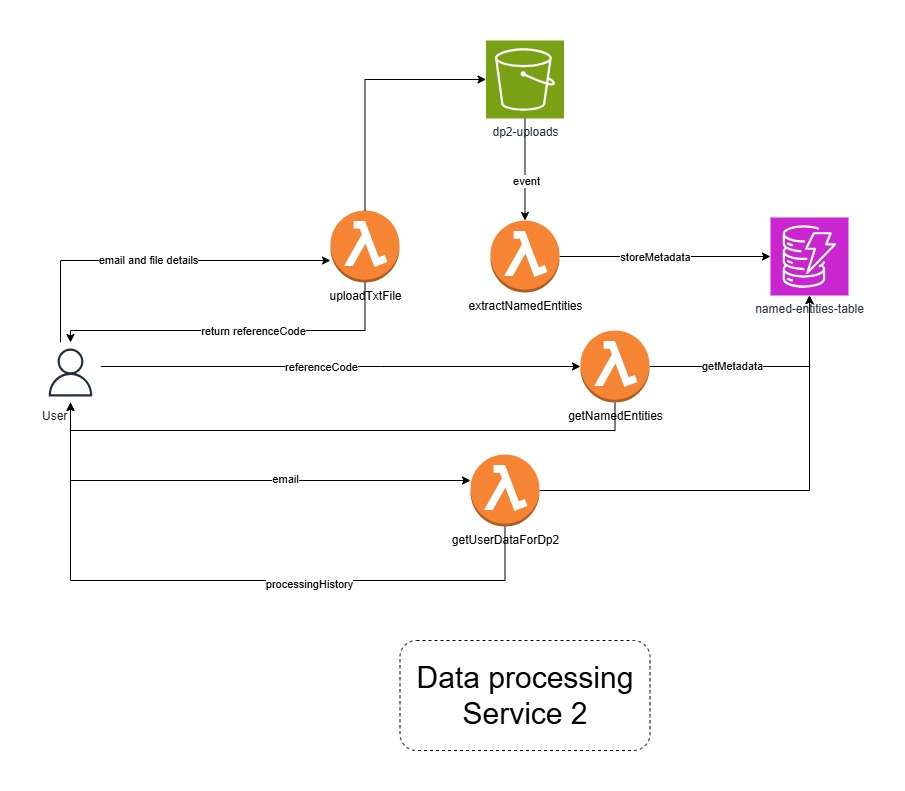 dp2-uploads
event
email and file details
uploadTxtFile
storeMetadata
extractNamedEntities
named-entities-table
return referenceCode
referenceCode
getMetadata
User
getNamedEntities
email
getUserDataForDp2
processingHistory
Data processing
Service 2